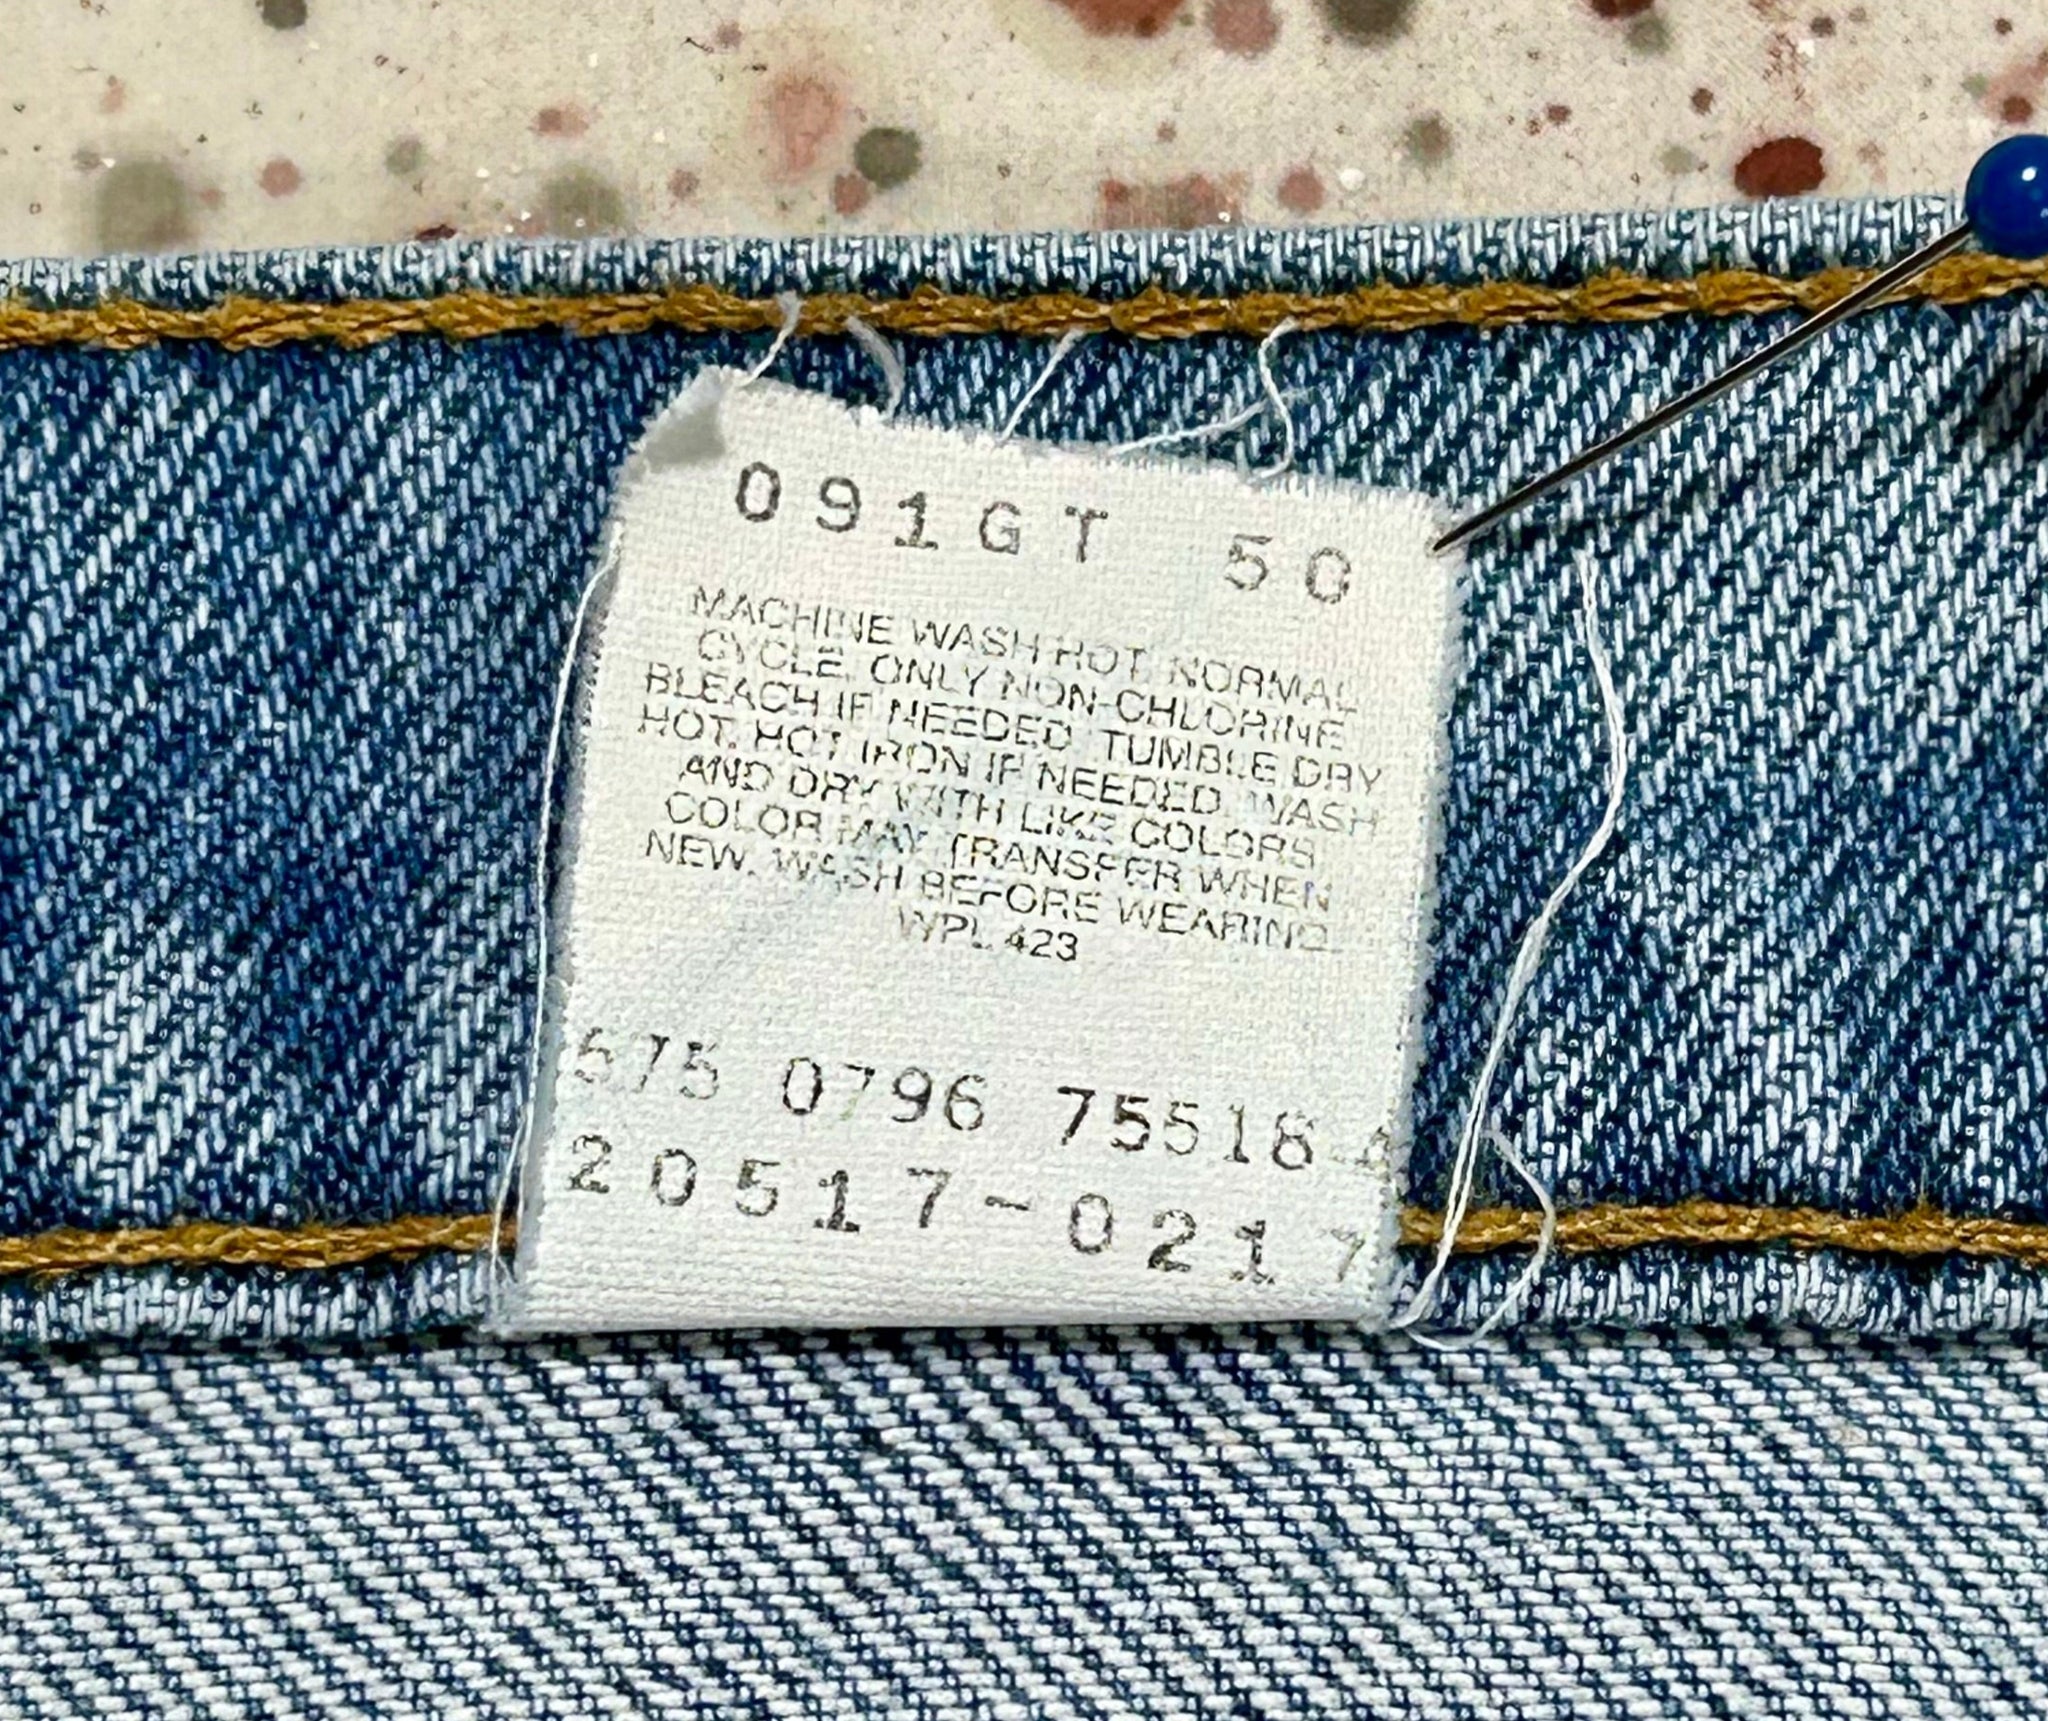 091GT 50
MACHINE WASH HOT, NORMAL
CYCLE. ONLY NON-CHLORINE
BLEACH IF NEEDED. TUMBLE DRY
HOT. HOT IRON IF NEEDED. WASH
AND DRY WITH LIKE COLORS
COLOR MAY TRANSFER WHEN
NEW. WASH BEFORE WEARING.
WPL 423
575 0796 75518
20517-0217